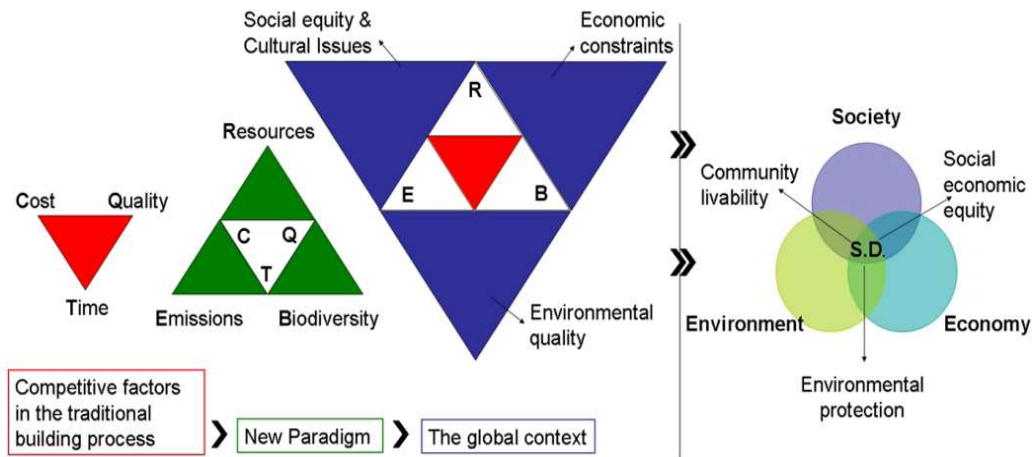 Social equity &
Cultural Issues
Economic
constraints
R
E
B
Resources
C
Q
T
Emissions
Biodiversity
Cost
Quality
Time
Environmental
quality
Competitive factors
in the traditional
building process
New Paradigm
The global context
Society
Community
livability
Social
economic
equity
S.D.
Environment
Economy
Environmental
protection